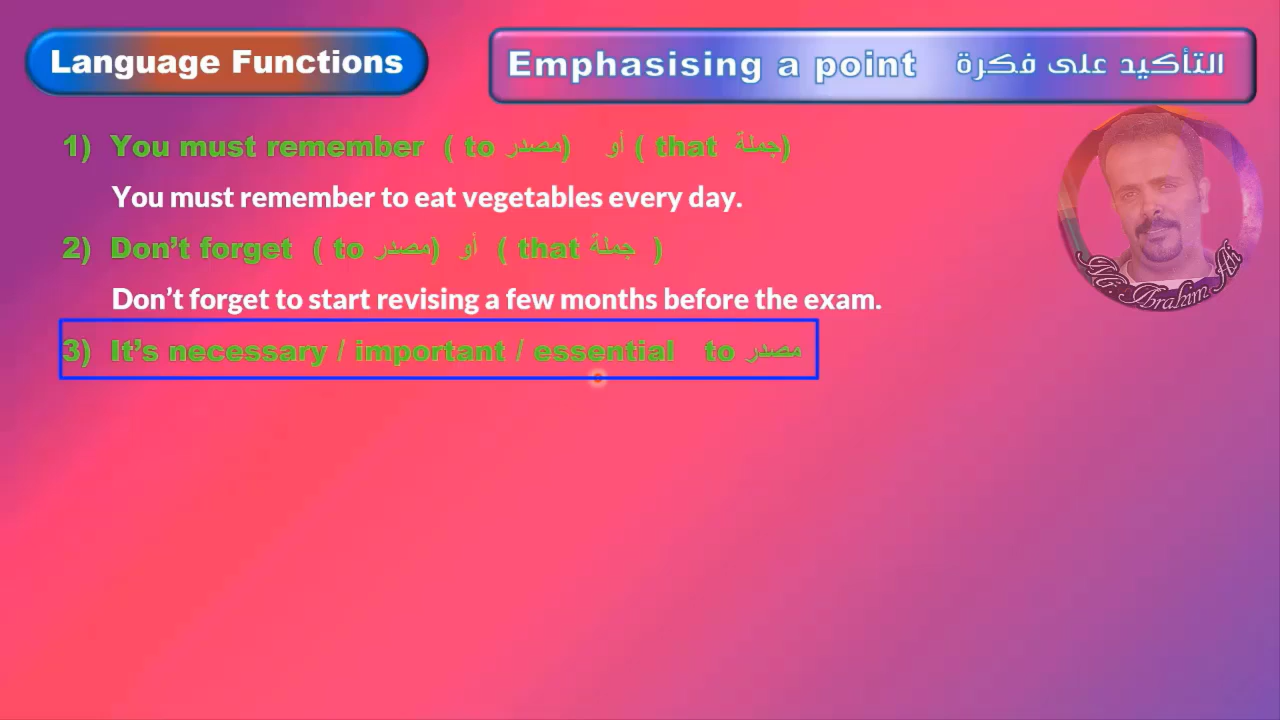 Language Functions
Emphasising a point التأكيد على فكرة
1) You must remember ( to مصدر) أو ( that جملة)
You must remember to eat vegetables every day.
2) Don't forget ( to مصدر) أو ( that جملة )
Don't forget to start revising a few months before the exam.
3) It's necessary / important / essential to مصدر
Mr. Ibrahim Ali